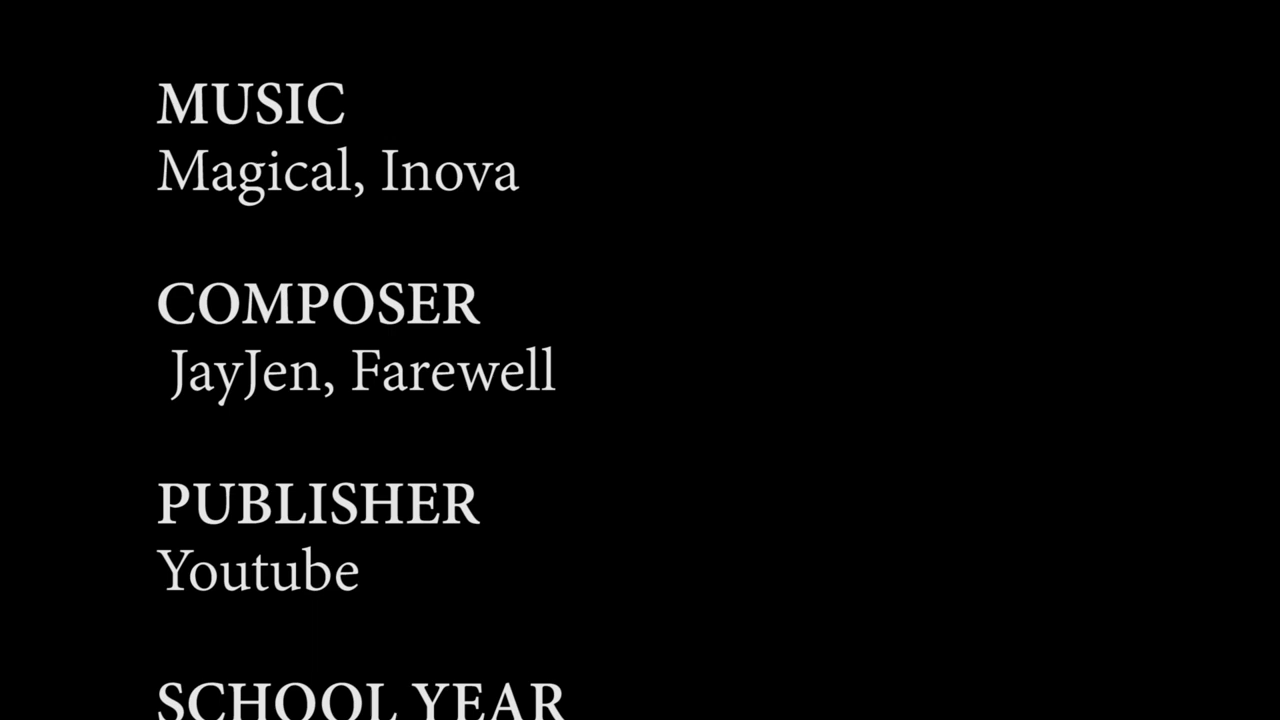 MUSIC
Magical, Inova
COMPOSER
JayJen, Farewell
PUBLISHER
Youtube
SCHOOL YEAR